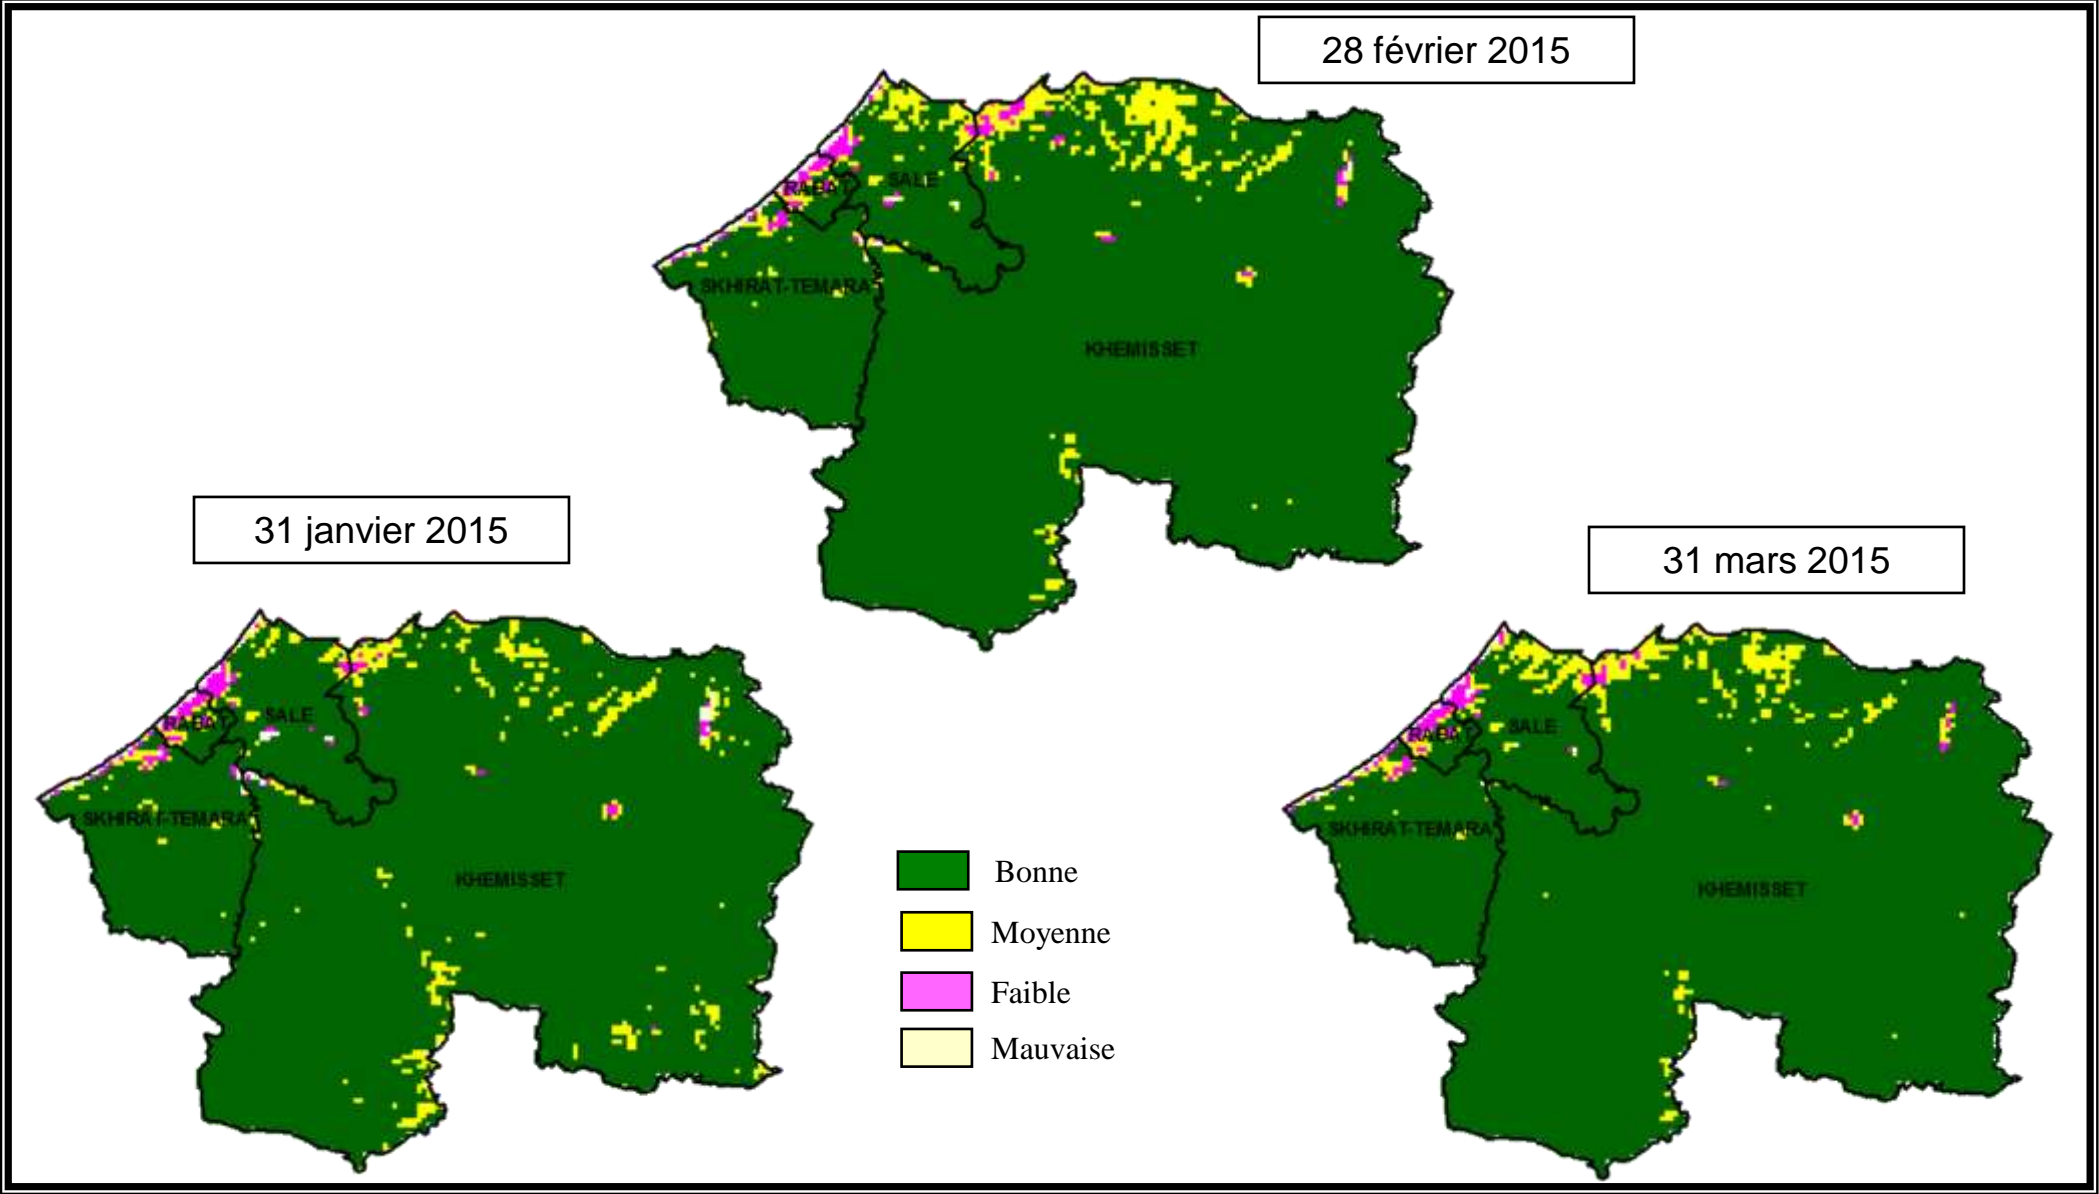 28 février 2015
RABAT
SALE
SKHIRAT-TEMARA
KHEMISSET
31 janvier 2015
RABAT
SALE
SKHIRAT-TEMARA
KHEMISSET
31 mars 2015
RABAT
SALE
SKHIRAT-TEMARA
KHEMISSET
Bonne
Moyenne
Faible
Mauvaise